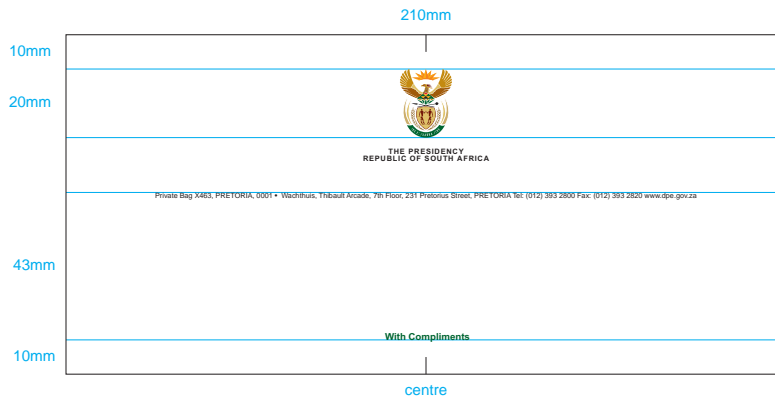 210mm
10mm
20mm
THE PRESIDENCY
REPUBLIC OF SOUTH AFRICA
Private Bag X463, PRETORIA, 0001 • Wachthuis, Thibault Arcade, 7th Floor, 231 Pretorius Street, PRETORIA Tel: (012) 393 2800 Fax: (012) 393 2820 www.dpe.gov.za
43mm
With Compliments
10mm
centre